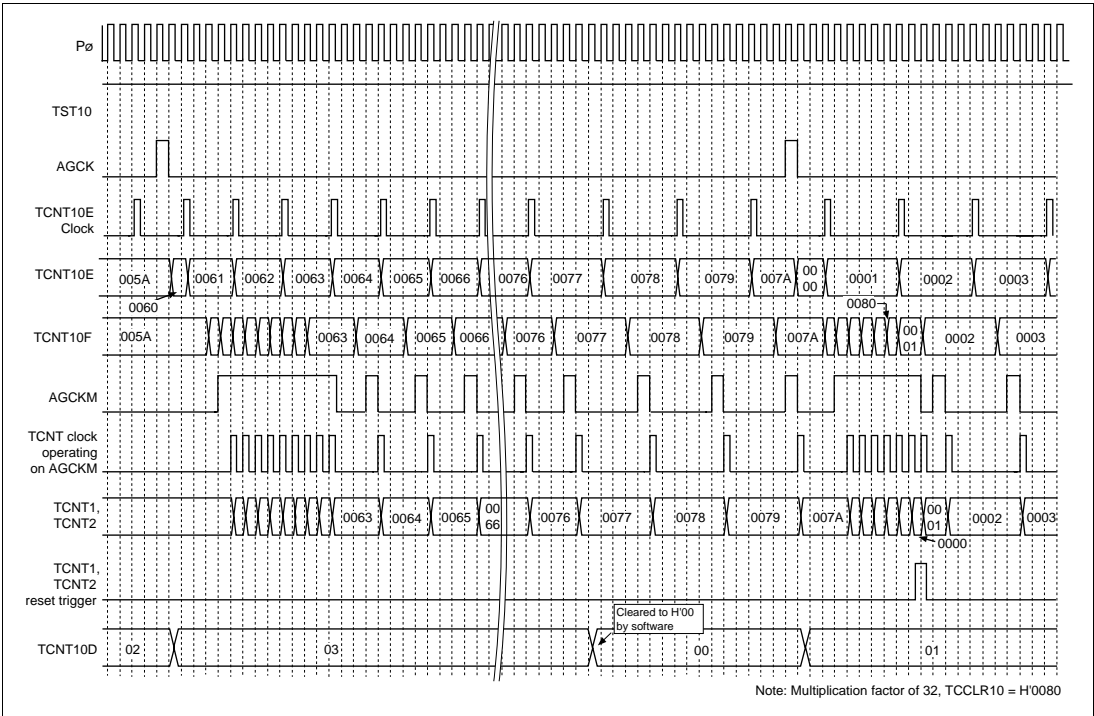 Pø
TST10
AGCK
TCNT10E
Clock
TCNT10E
005A
0061
0062
0063
0064
0065
0066
0076
0077
0078
0079
007A
00
00
0001
0002
0003
0060
0080
TCNT10F
005A
0063
0064
0065
0066
0076
0077
0078
0079
007A
00
01
0002
0003
AGCKM
TCNT clock
operating
on AGCKM
TCNT1,
TCNT2
0063
0064
0065
00
66
0076
0077
0078
0079
007A
00
01
0002
0003
0000
TCNT1,
TCNT2
reset trigger
Cleared to H'00
by software
TCNT10D
02
03
00
01
Note: Multiplication factor of 32, TCCLR10 = H'0080